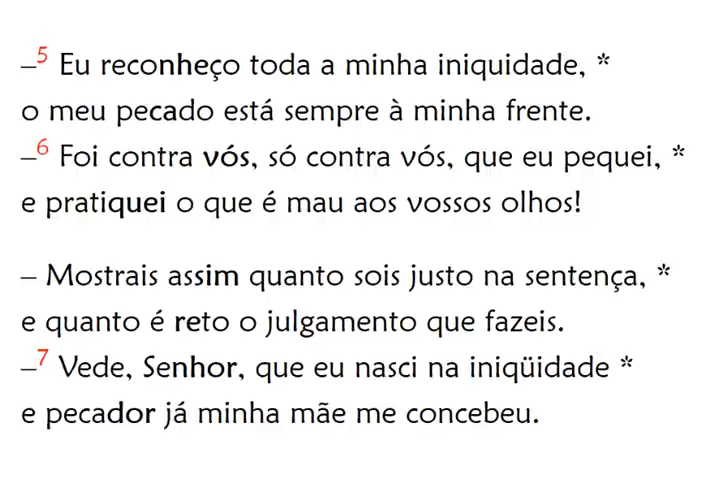 –5 Eu reconheço toda a minha iniquidade, *
o meu pecado está sempre à minha frente.
–6 Foi contra vós, só contra vós, que eu pequei, *
e pratiquei o que é mau aos vossos olhos!
– Mostrais assim quanto sois justo na sentença, *
e quanto é reto o julgamento que fazeis.
–7 Vede, Senhor, que eu nasci na iniqüidade *
e pecador já minha mãe me concebeu.